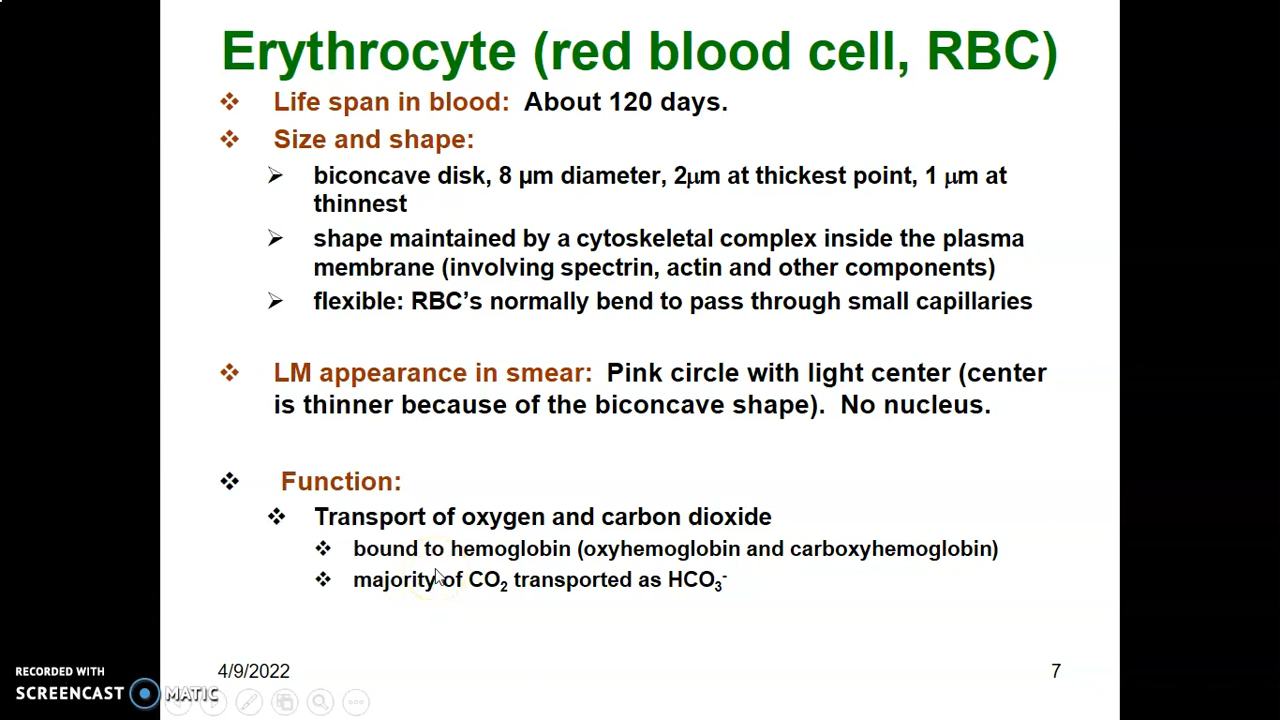 Erythrocyte (red blood cell, RBC)
❖ Life span in blood: About 120 days.
❖ Size and shape:
➢ biconcave disk, 8 µm diameter, 2µm at thickest point, 1 µm at
thinnest
➢ shape maintained by a cytoskeletal complex inside the plasma
membrane (involving spectrin, actin and other components)
➢ flexible: RBC’s normally bend to pass through small capillaries
❖ LM appearance in smear: Pink circle with light center (center
is thinner because of the biconcave shape). No nucleus.
❖ Function:
❖ Transport of oxygen and carbon dioxide
❖ bound to hemoglobin (oxyhemoglobin and carboxyhemoglobin)
❖ majority of CO₂ transported as HCO₃⁻
4/9/2022
7
RECORDED WITH
SCREENCAST MATIC